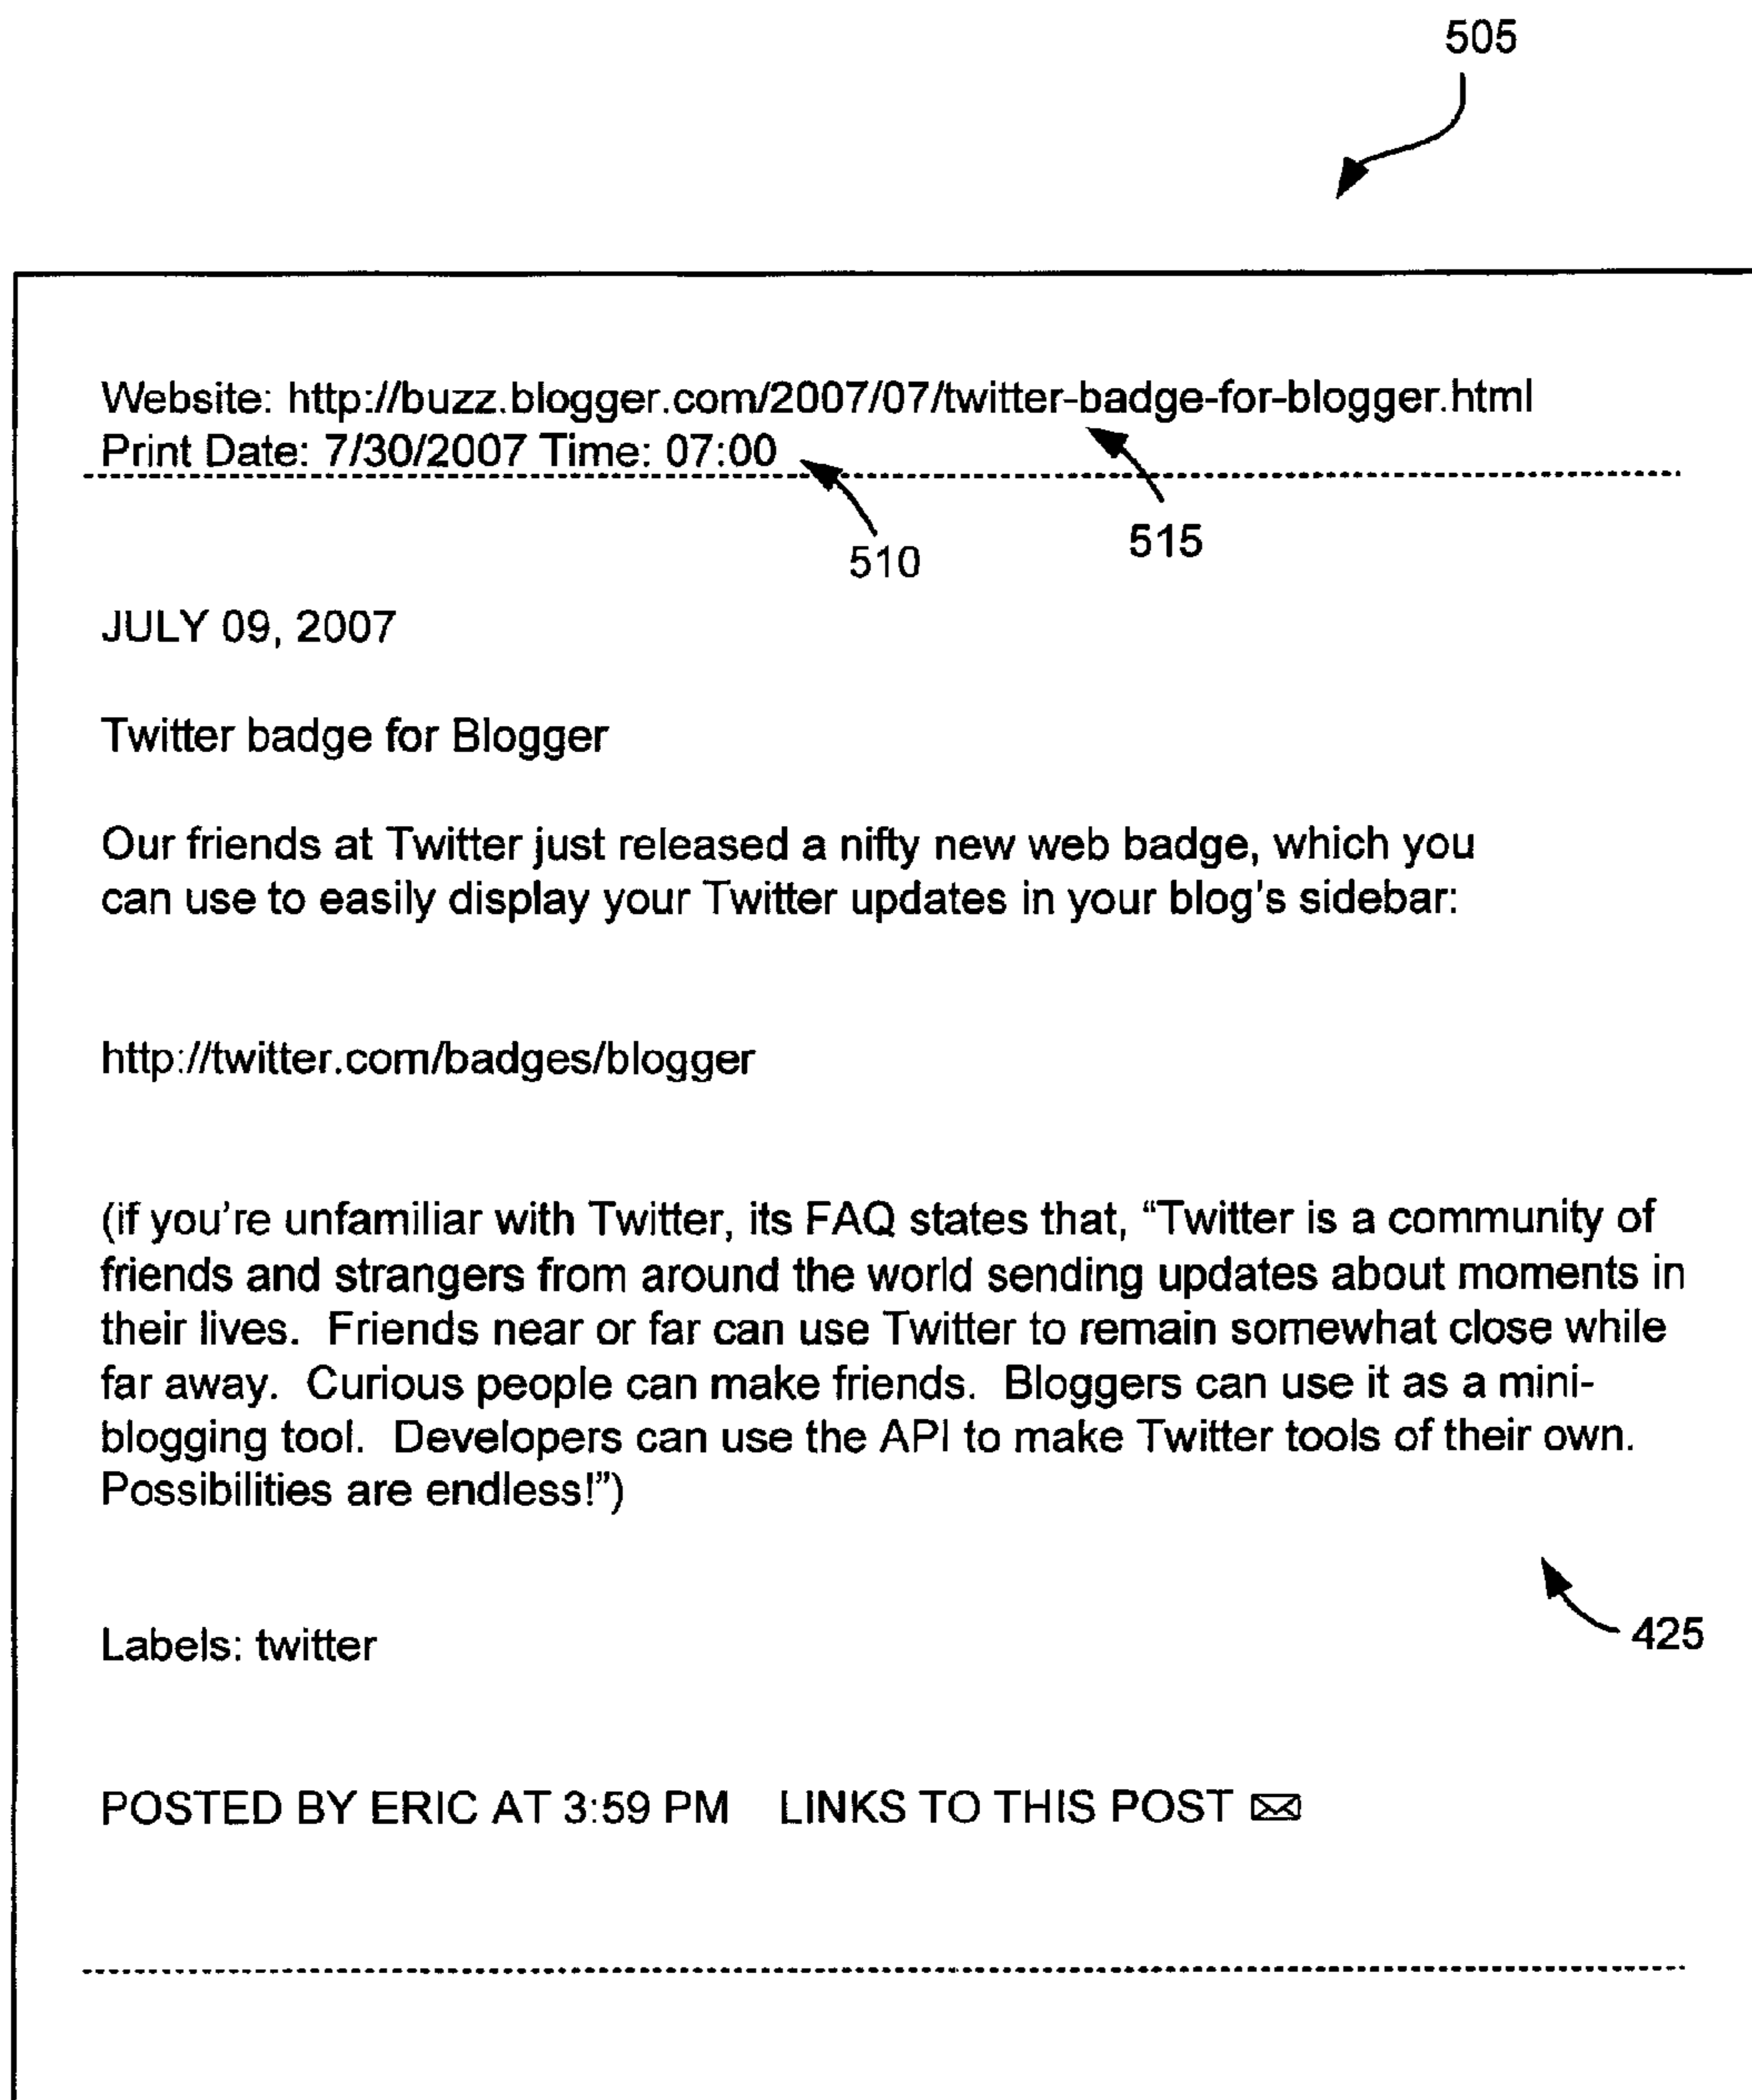 505
Website: http://buzz.blogger.com/2007/07/twitter-badge-for-blogger.html
Print Date: 7/30/2007 Time: 07:00
510
515
JULY 09, 2007
Twitter badge for Blogger
Our friends at Twitter just released a nifty new web badge, which you
can use to easily display your Twitter updates in your blog's sidebar:
http://twitter.com/badges/blogger
(if you're unfamiliar with Twitter, its FAQ states that, “Twitter is a community of
friends and strangers from around the world sending updates about moments in
their lives.  Friends near or far can use Twitter to remain somewhat close while
far away.  Curious people can make friends.  Bloggers can use it as a mini-
blogging tool.  Developers can use the API to make Twitter tools of their own.
Possibilities are endless!”)
425
Labels: twitter
POSTED BY ERIC AT 3:59 PM    LINKS TO THIS POST